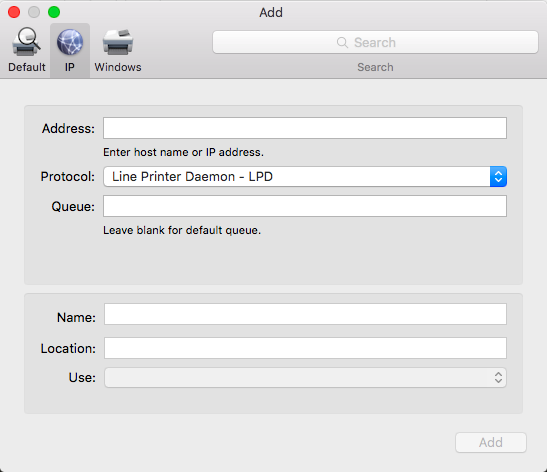 Add
Default IP Windows
Search
Search
Address:
Enter host name or IP address.
Protocol: Line Printer Daemon - LPD
Queue:
Leave blank for default queue.
Name:
Location:
Use:
Add